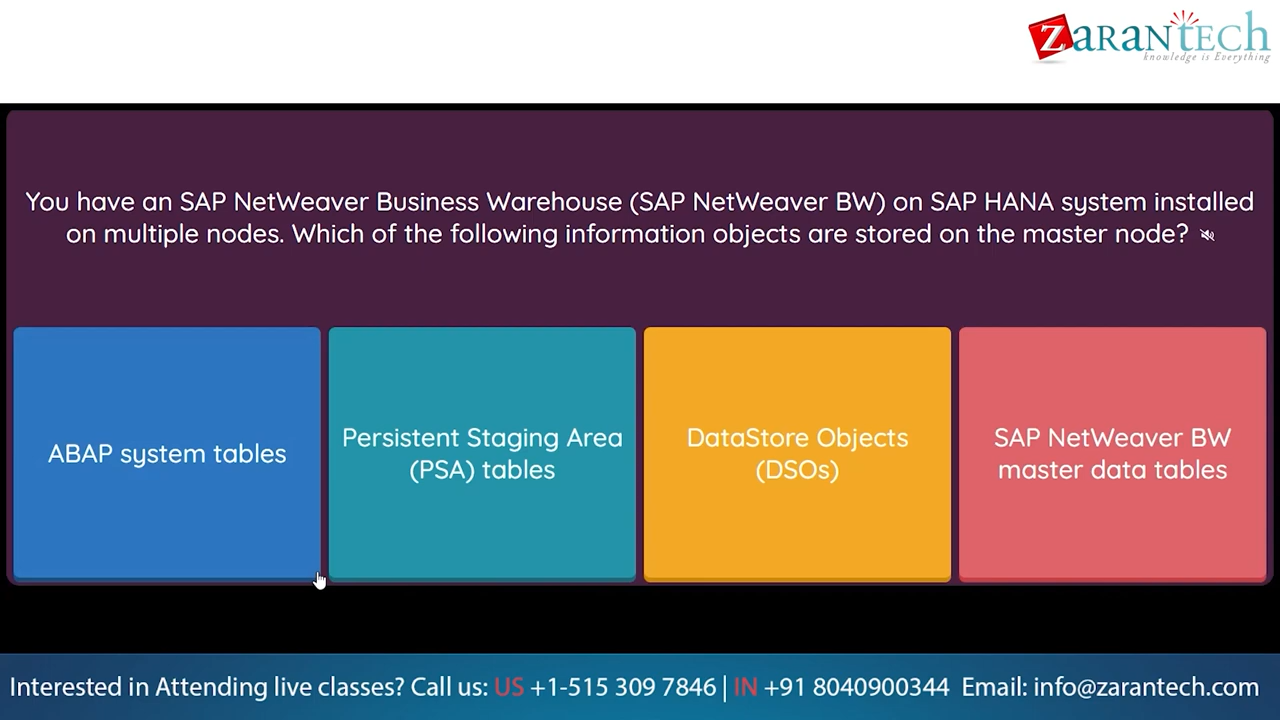 ZARANTECH
knowledge is Everything
You have an SAP NetWeaver Business Warehouse (SAP NetWeaver BW) on SAP HANA system installed
on multiple nodes. Which of the following information objects are stored on the master node?
ABAP system tables
Persistent Staging Area
(PSA) tables
DataStore Objects
(DSOs)
SAP NetWeaver BW
master data tables
Interested in Attending live classes? Call us: US +1-515 309 7846 | IN +91 8040900344 Email: info@zarantech.com